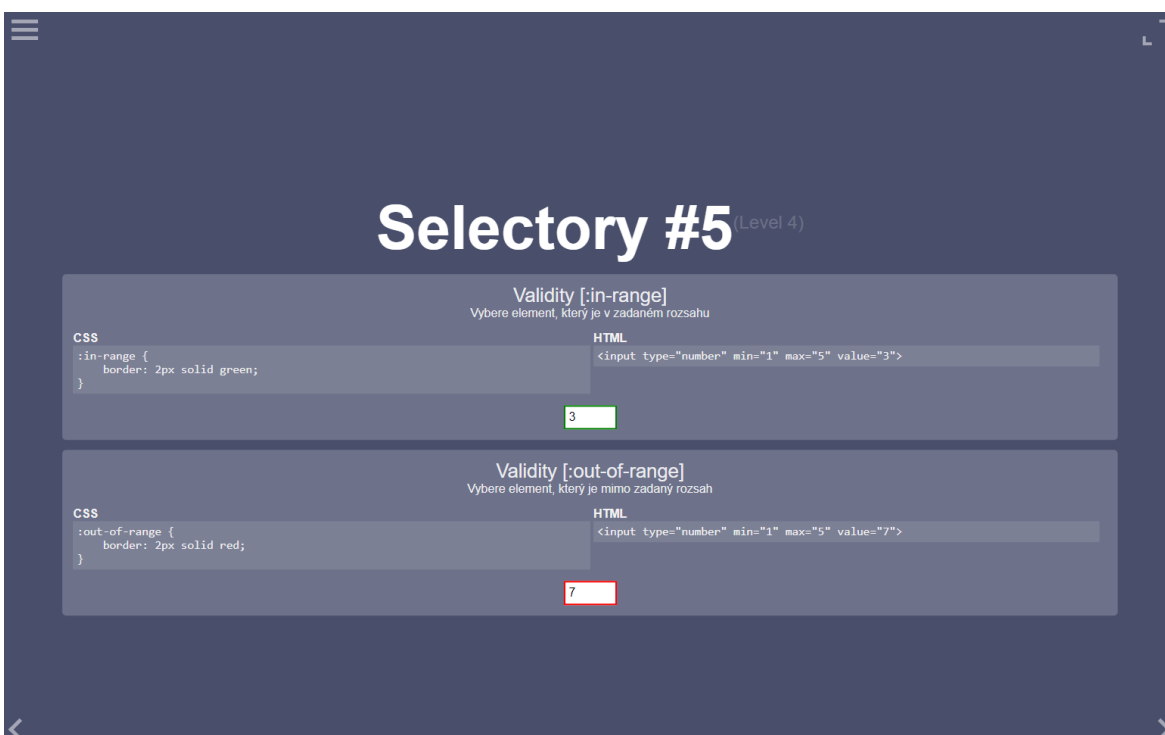 Selectory #5 (Level 4)
Validity [:in-range]
Vybere element, který je v zadaném rozsahu
CSS
:in-range {
    border: 2px solid green;
}
HTML
<input type="number" min="1" max="5" value="3">
3
Validity [:out-of-range]
Vybere element, který je mimo zadaný rozsah
CSS
:out-of-range {
    border: 2px solid red;
}
HTML
<input type="number" min="1" max="5" value="7">
7